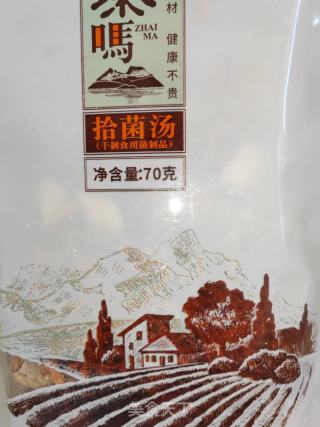 嗎
ZHAI
MA
材 健康不贵
拾菌汤
(干制食用菌制品)
净含量:70克
美食天下